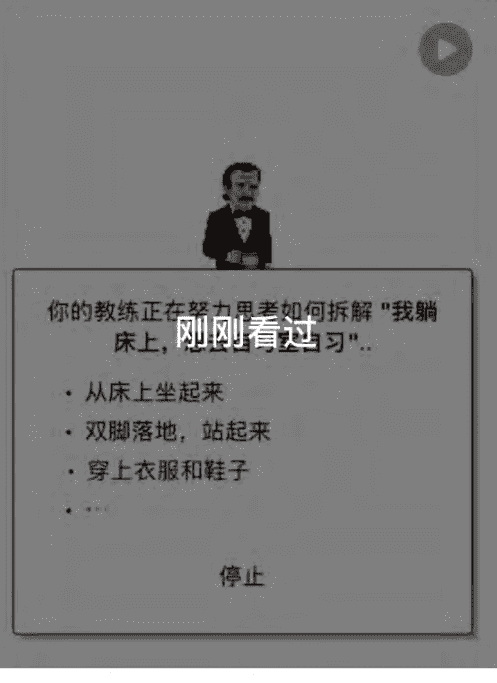 你的教练正在努力思考如何拆解 "我躺
床上，
自习"..
刚刚看过
• 从床上坐起来
• 双脚落地，站起来
• 穿上衣服和鞋子
• ...
停止